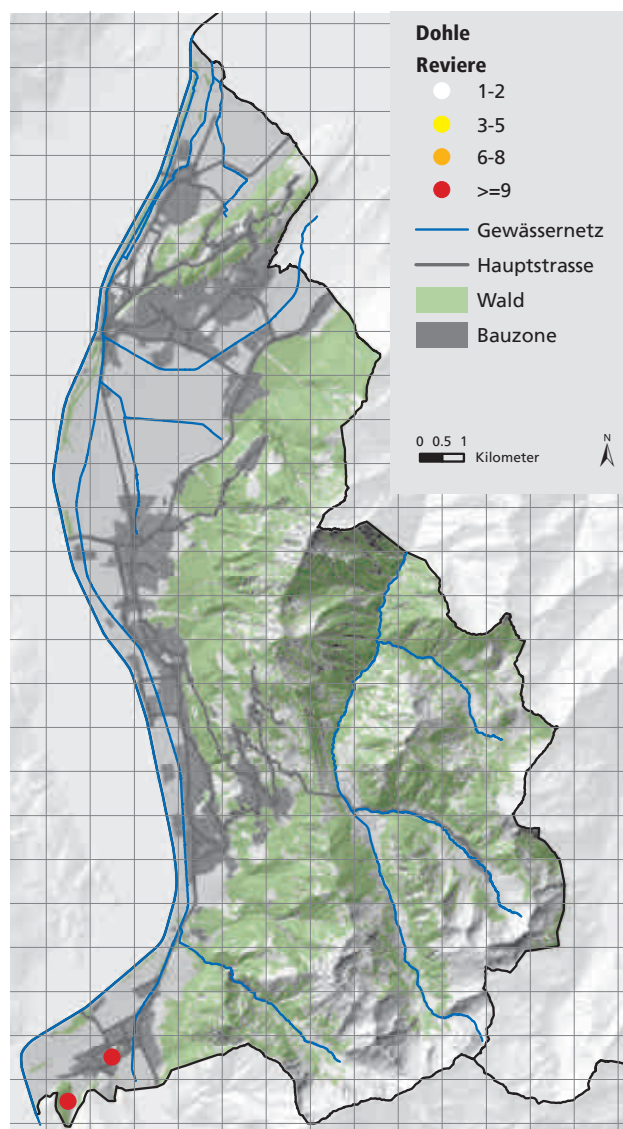 Dohle
Reviere
1-2
3-5
6-8
>=9
Gewässernetz
Hauptstrasse
Wald
Bauzone
0 0.5 1 Kilometer
N